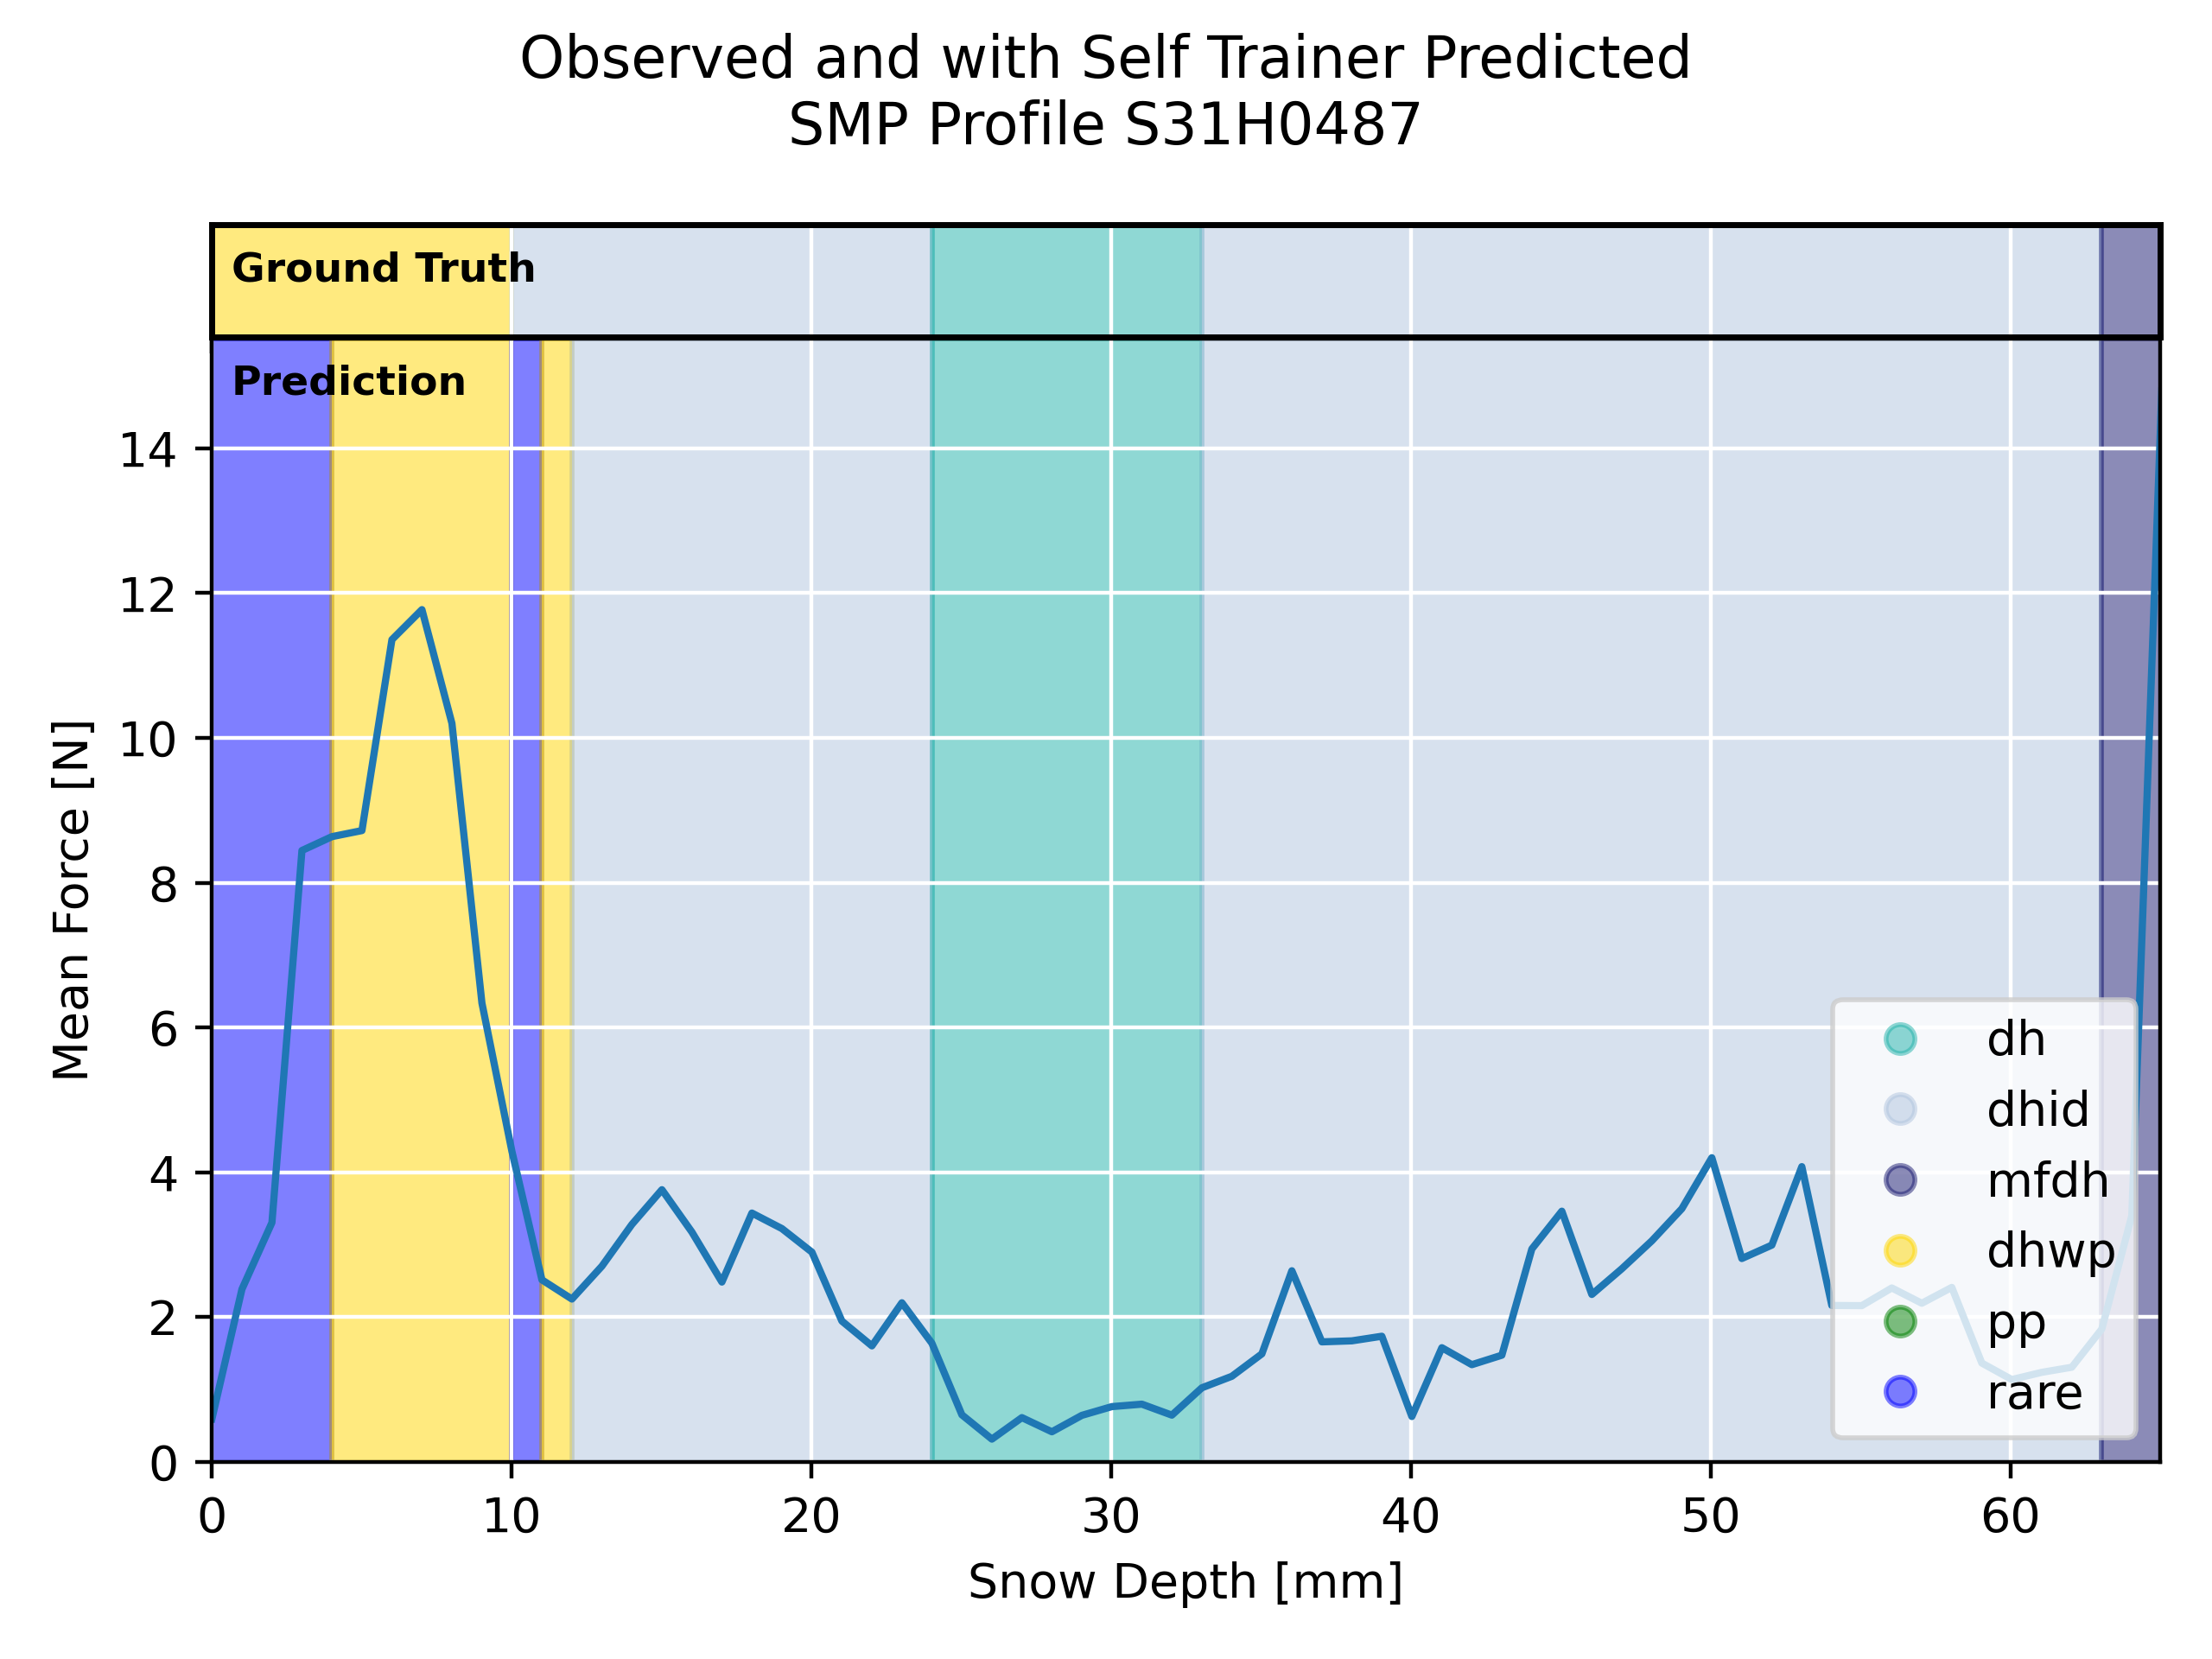 Observed and with Self Trainer Predicted
SMP Profile S31H0487
Ground Truth
Prediction
14
12
10
8
6
4
2
0
Mean Force [N]
dh
dhid
mfdh
dhwp
pp
rare
0 10 20 30 40 50 60
Snow Depth [mm]